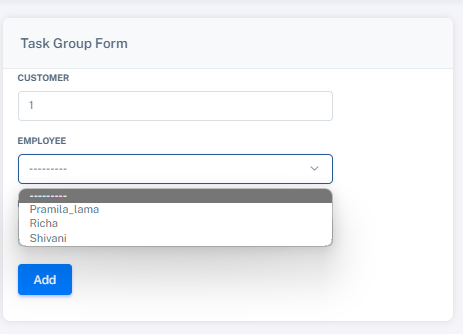 Task Group Form
CUSTOMER
1
EMPLOYEE
---------
---------
Pramila_lama
Richa
Shivani
Add